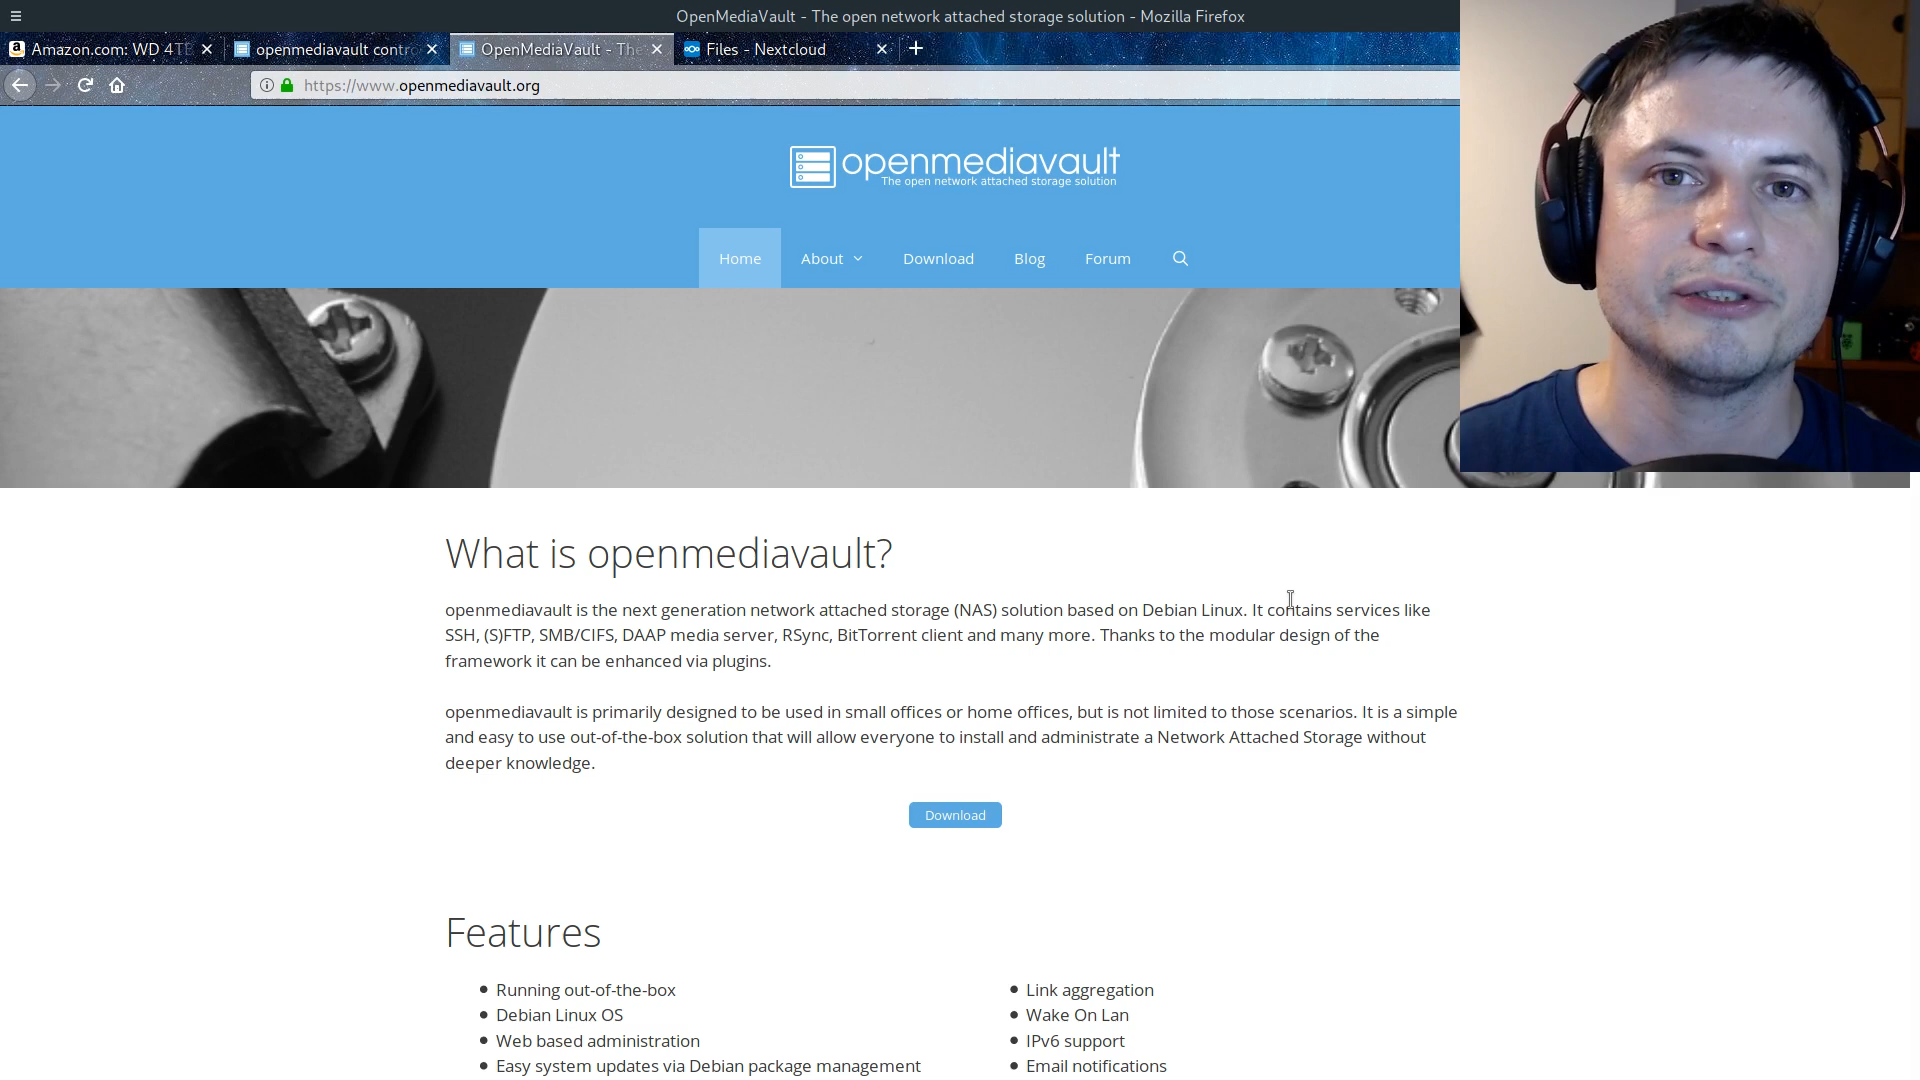 OpenMediaVault - The open network attached storage solution - Mozilla Firefox
Amazon.com: WD 4TB
openmediavault contro
OpenMediaVault - The
Files - Nextcloud
https://www.openmediavault.org
openmediavault
The open network attached storage solution
Home
About
Download
Blog
Forum
What is openmediavault?
openmediavault is the next generation network attached storage (NAS) solution based on Debian Linux. It contains services like
SSH, (S)FTP, SMB/CIFS, DAAP media server, RSync, BitTorrent client and many more. Thanks to the modular design of the
framework it can be enhanced via plugins.
openmediavault is primarily designed to be used in small offices or home offices, but is not limited to those scenarios. It is a simple
and easy to use out-of-the-box solution that will allow everyone to install and administrate a Network Attached Storage without
deeper knowledge.
Download
Features
Running out-of-the-box
Debian Linux OS
Web based administration
Easy system updates via Debian package management
Link aggregation
Wake On Lan
IPv6 support
Email notifications